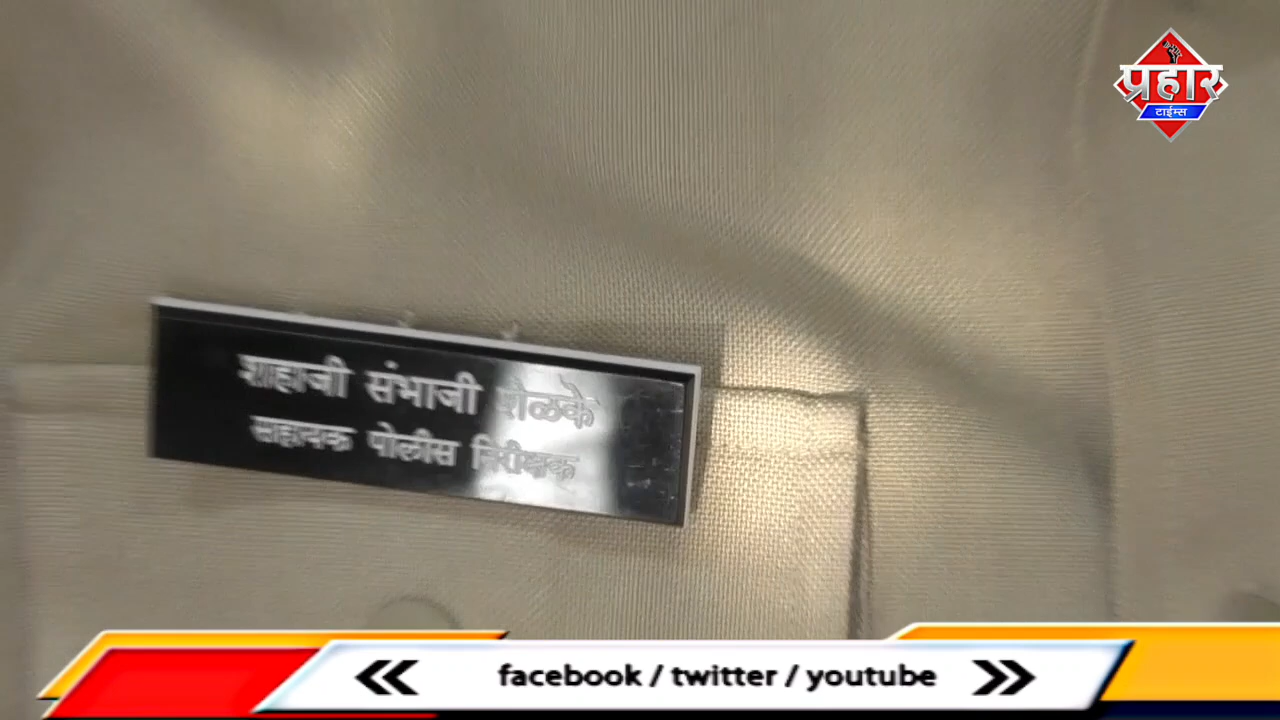 प्रहार
टाईम्स
शहाजी संभाजी शेळके
सहायक पोलीस निरीक्षक
facebook / twitter / youtube